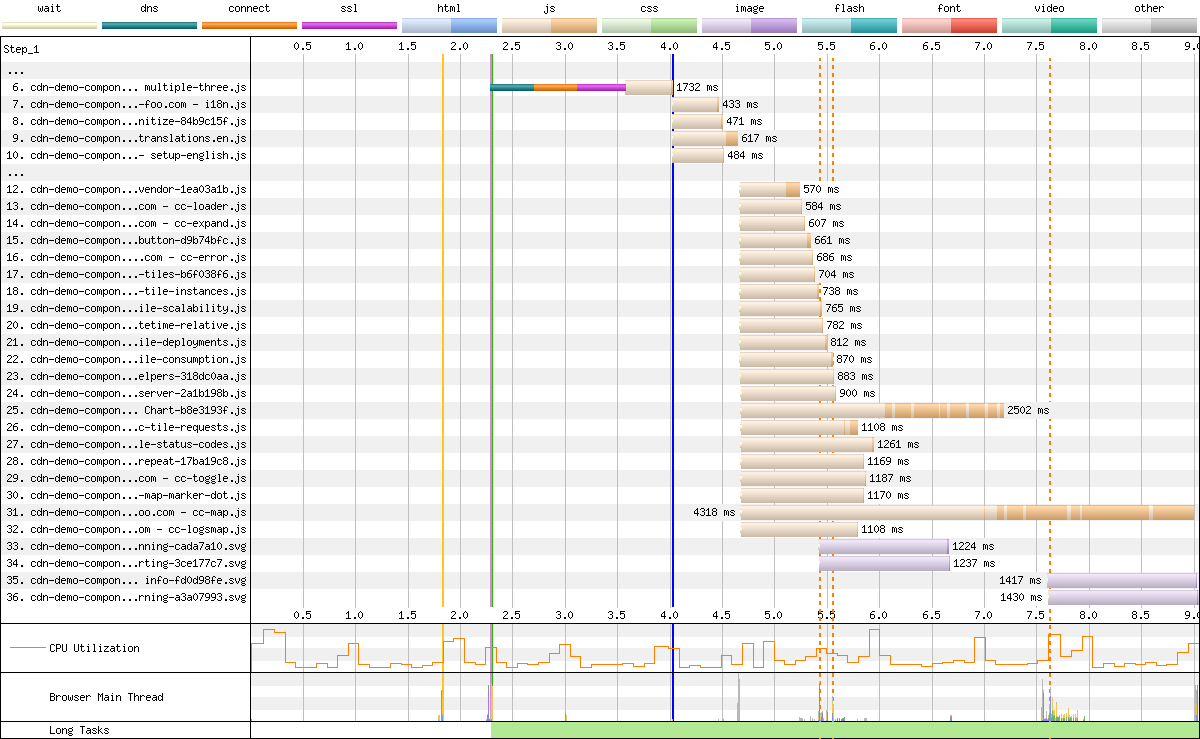 wait dns connect ssl html js css image flash font video other
Step_1 0.5 1.0 1.5 2.0 2.5 3.0 3.5 4.0 4.5 5.0 5.5 6.0 6.5 7.0 7.5 8.0 8.5 9.0
...
6. cdn-demo-compon... multiple-three.js 1732 ms
7. cdn-demo-compon...-foo.com - i18n.js 433 ms
8. cdn-demo-compon...nitize-84b9c15f.js 471 ms
9. cdn-demo-compon...translations.en.js 617 ms
10. cdn-demo-compon...- setup-english.js 484 ms
...
12. cdn-demo-compon...vendor-1ea03a1b.js 570 ms
13. cdn-demo-compon...com - cc-loader.js 584 ms
14. cdn-demo-compon...com - cc-expand.js 607 ms
15. cdn-demo-compon...button-d9b74bfc.js 661 ms
16. cdn-demo-compon....com - cc-error.js 686 ms
17. cdn-demo-compon...-tiles-b6f038f6.js 704 ms
18. cdn-demo-compon...-tile-instances.js 738 ms
19. cdn-demo-compon...ile-scalability.js 765 ms
20. cdn-demo-compon...tetime-relative.js 782 ms
21. cdn-demo-compon...ile-deployments.js 812 ms
22. cdn-demo-compon...ile-consumption.js 870 ms
23. cdn-demo-compon...elpers-318dc0aa.js 883 ms
24. cdn-demo-compon...server-2a1b198b.js 900 ms
25. cdn-demo-compon... Chart-b8e3193f.js 2502 ms
26. cdn-demo-compon...c-tile-requests.js 1108 ms
27. cdn-demo-compon...le-status-codes.js 1261 ms
28. cdn-demo-compon...repeat-17ba19c8.js 1169 ms
29. cdn-demo-compon...com - cc-toggle.js 1187 ms
30. cdn-demo-compon...-map-marker-dot.js 1170 ms
31. cdn-demo-compon...oo.com - cc-map.js 4318 ms
32. cdn-demo-compon...om - cc-logsmap.js 1108 ms
33. cdn-demo-compon...nning-cada7a10.svg 1224 ms
34. cdn-demo-compon...rting-3ce177c7.svg 1237 ms
35. cdn-demo-compon... info-fd0d98fe.svg 1417 ms
36. cdn-demo-compon...rning-a3a07993.svg 1430 ms
0.5 1.0 1.5 2.0 2.5 3.0 3.5 4.0 4.5 5.0 5.5 6.0 6.5 7.0 7.5 8.0 8.5 9.0
CPU Utilization
Browser Main Thread
Long Tasks